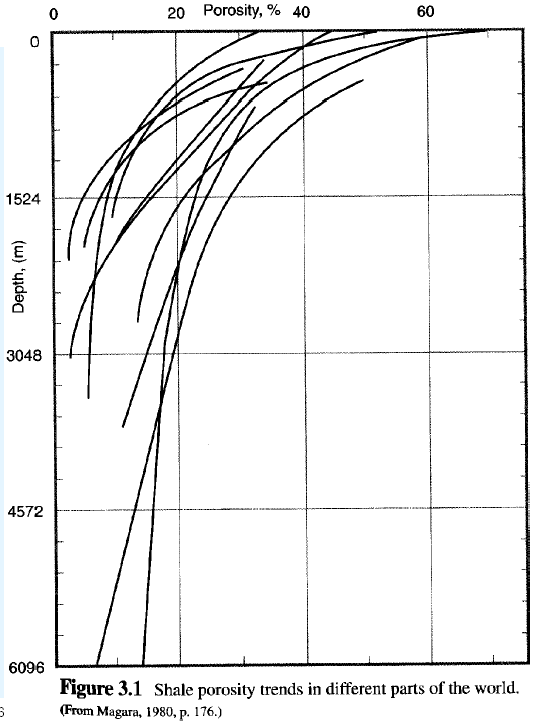 0 20 Porosity, % 40 60
0
1524
Depth, (m)
3048
4572
6096
Figure 3.1 Shale porosity trends in different parts of the world.
(From Magara, 1980, p. 176.)
6